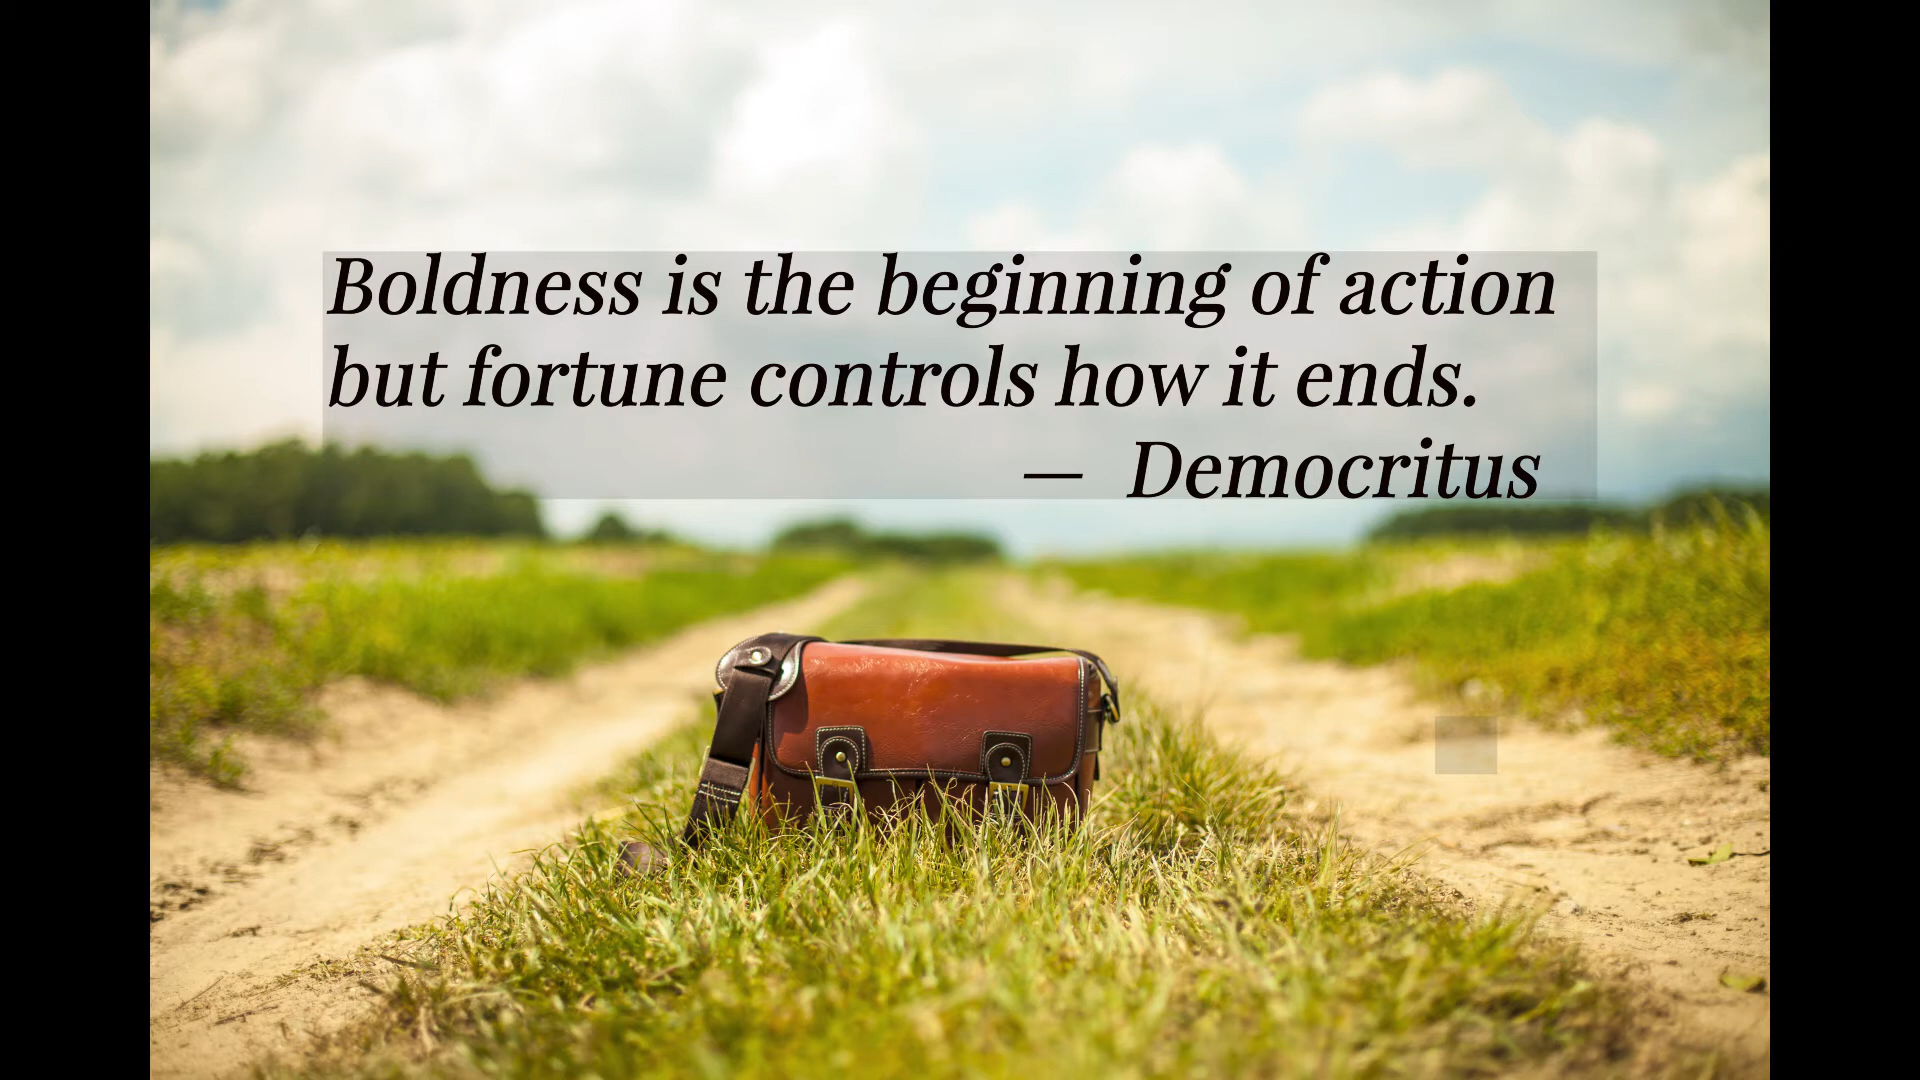 Boldness is the beginning of action
but fortune controls how it ends.
— Democritus